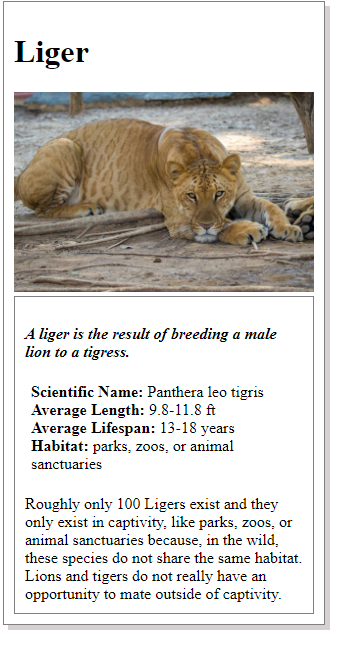 Liger
A liger is the result of breeding a male
lion to a tigress.
Scientific Name: Panthera leo tigris
Average Length: 9.8-11.8 ft
Average Lifespan: 13-18 years
Habitat: parks, zoos, or animal
sanctuaries
Roughly only 100 Ligers exist and they
only exist in captivity, like parks, zoos, or
animal sanctuaries because, in the wild,
these species do not share the same habitat.
Lions and tigers do not really have an
opportunity to mate outside of captivity.